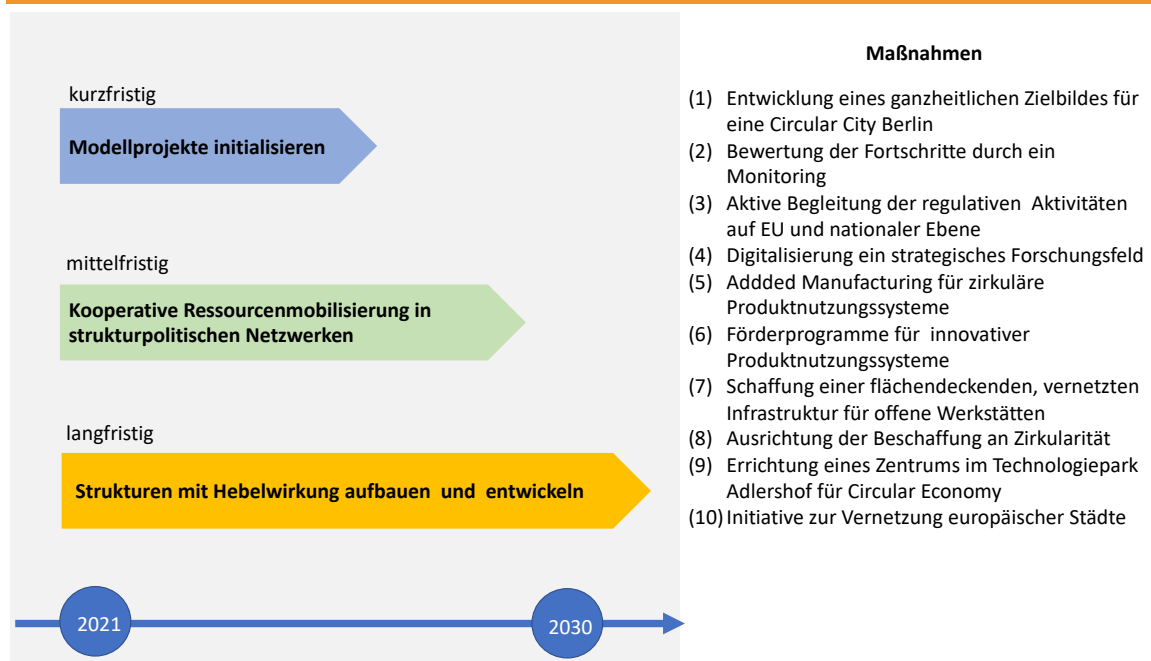 kurzfristig
Modellprojekte initialisieren
mittelfristig
Kooperative Ressourcenmobilisierung in
strukturpolitischen Netzwerken
langfristig
Strukturen mit Hebelwirkung aufbauen und entwickeln
2021
2030
Maßnahmen
(1) Entwicklung eines ganzheitlichen Zielbildes für
eine Circular City Berlin
(2) Bewertung der Fortschritte durch ein
Monitoring
(3) Aktive Begleitung der regulativen Aktivitäten
auf EU und nationaler Ebene
(4) Digitalisierung ein strategisches Forschungsfeld
(5) Addded Manufacturing für zirkuläre
Produktnutzungssysteme
(6) Förderprogramme für innovativer
Produktnutzungssysteme
(7) Schaffung einer flächendeckenden, vernetzten
Infrastruktur für offene Werkstätten
(8) Ausrichtung der Beschaffung an Zirkularität
(9) Errichtung eines Zentrums im Technologiepark
Adlershof für Circular Economy
(10) Initiative zur Vernetzung europäischer Städte